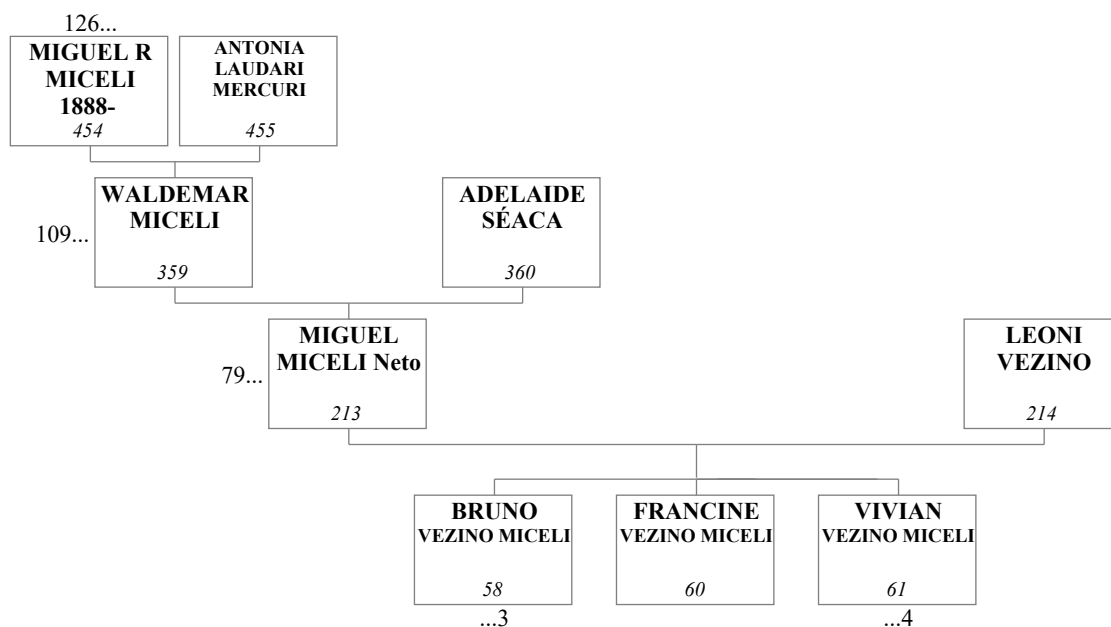 126...
MIGUEL R
MICELI
1888-
454
ANTONIA
LAUDARI
MERCURI
455
109...
WALDEMAR
MICELI
359
ADELAIDE
SÉACA
360
79...
MIGUEL
MICELI Neto
213
LEONI
VEZINO
214
BRUNO
VEZINO MICELI
58
...3
FRANCINE
VEZINO MICELI
60
VIVIAN
VEZINO MICELI
61
...4